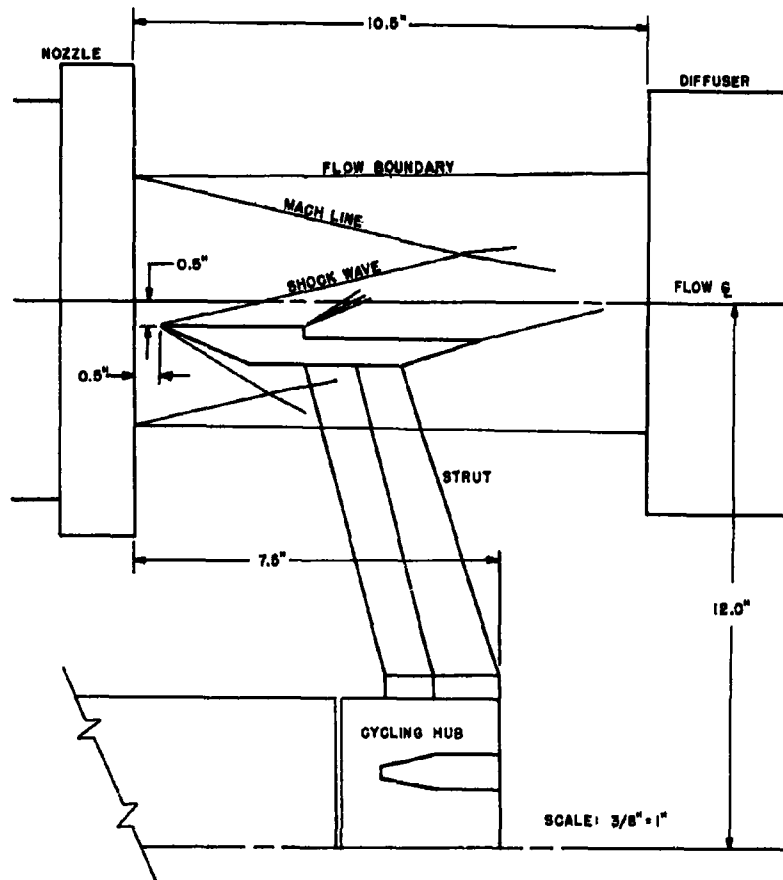 10.5"
NOZZLE
DIFFUSER
FLOW BOUNDARY
MACH LINE
0.5"
SHOCK WAVE
FLOW ℄
0.5"
STRUT
7.5"
12.0"
CYCLING HUB
SCALE: 3/8"=1"